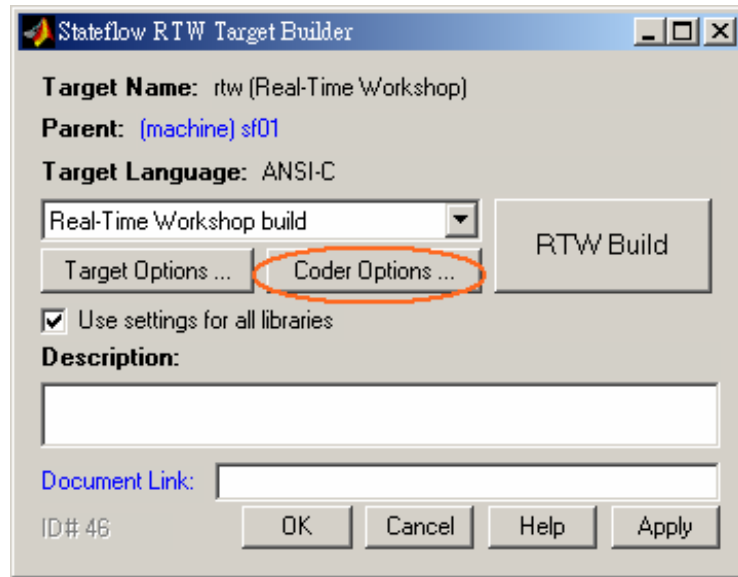 Stateflow RTW Target Builder
Target Name: rtw (Real-Time Workshop)
Parent: (machine) sf01
Target Language: ANSI-C
Real-Time Workshop build
RTW Build
Target Options ... Coder Options ...
Use settings for all libraries
Description:
Document Link:
ID# 46 OK Cancel Help Apply